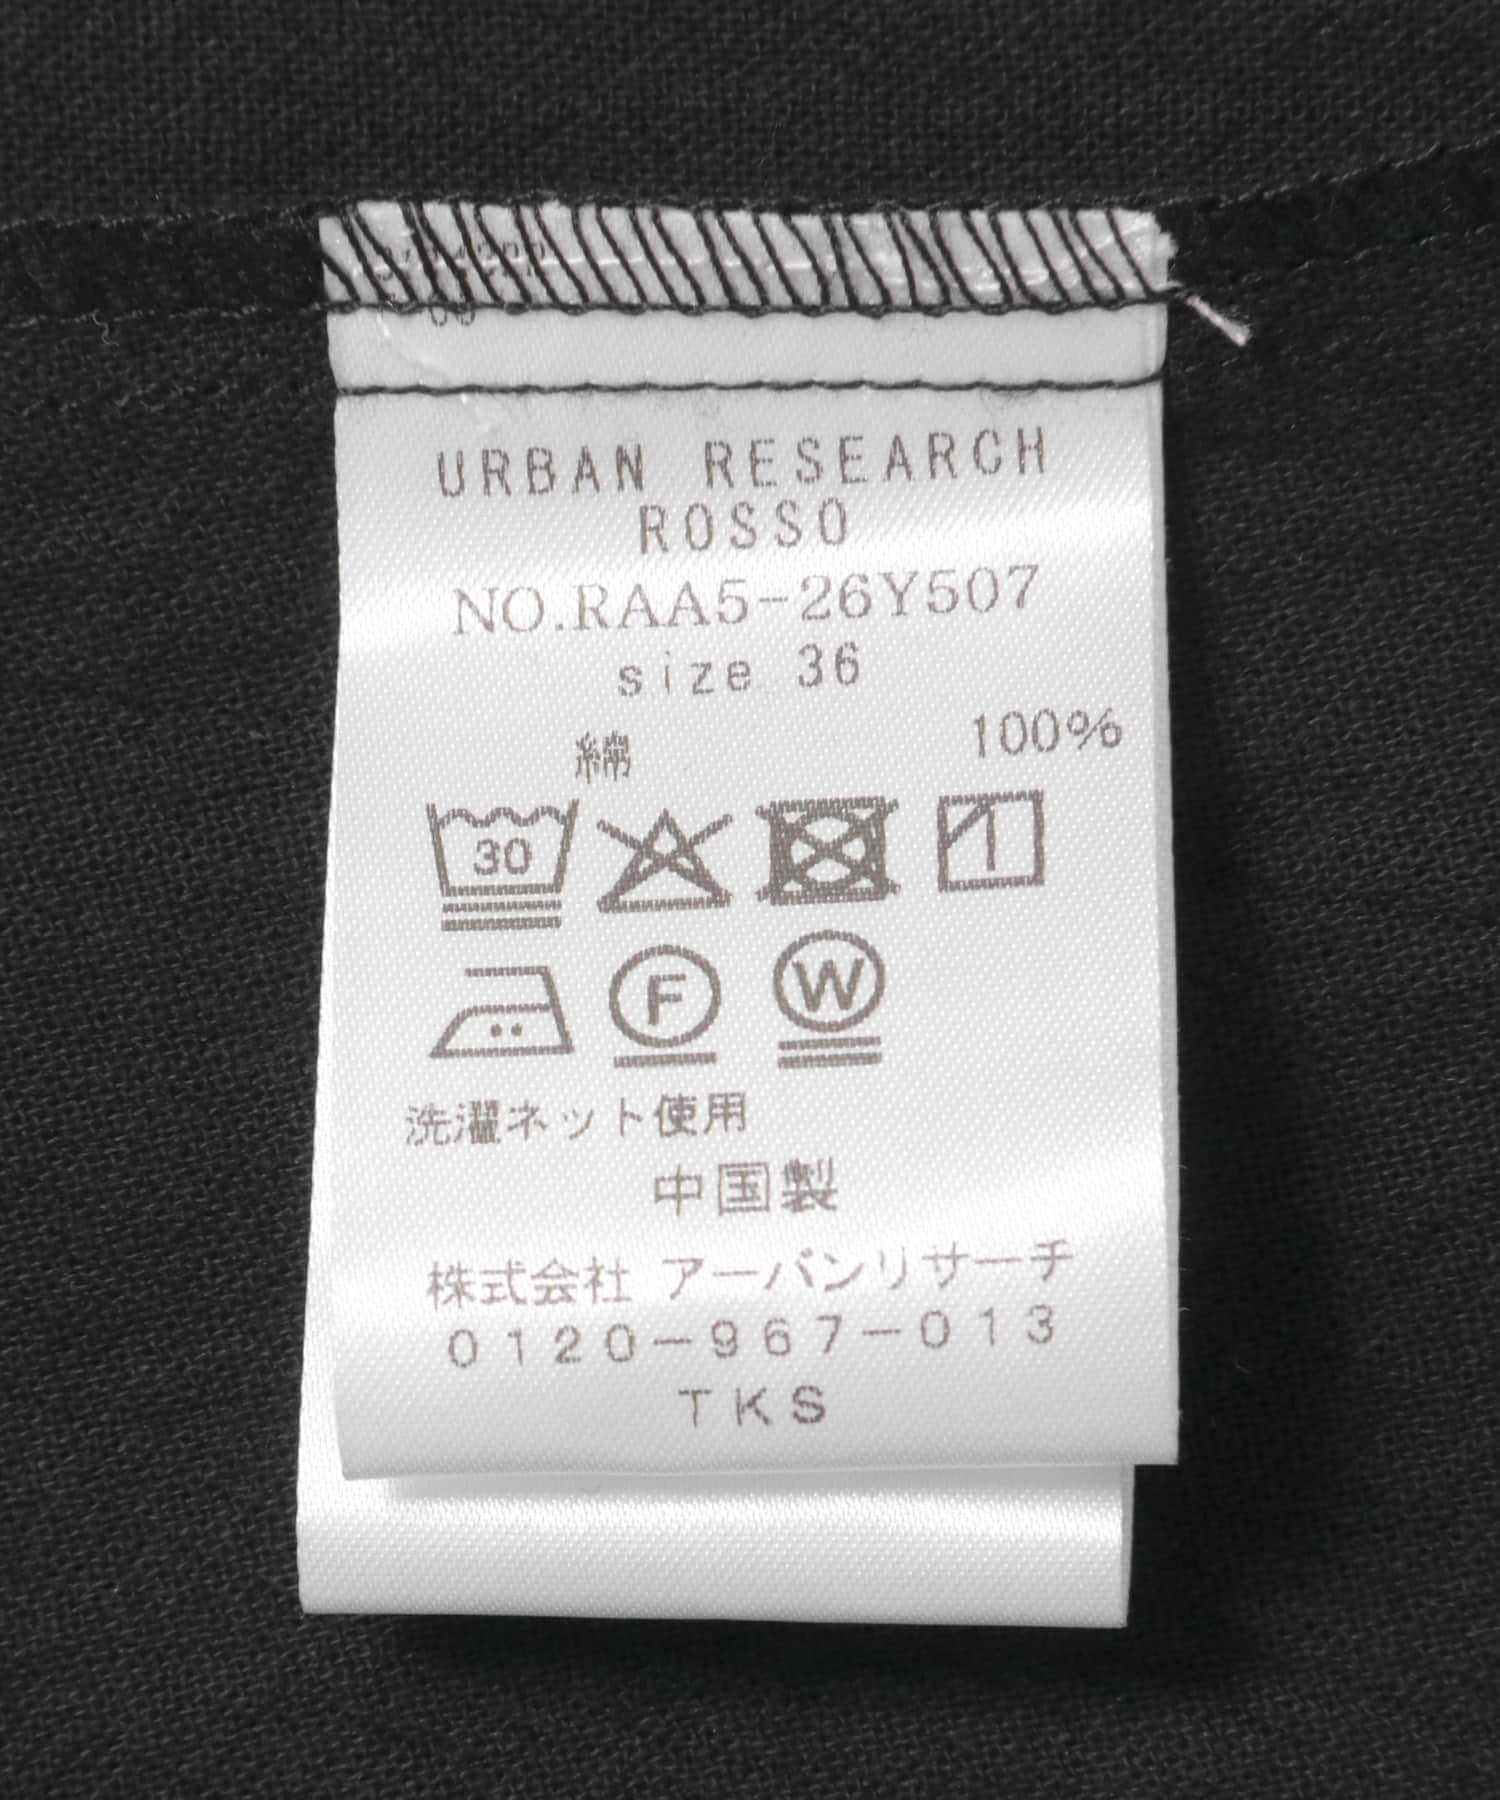 URBAN RESEARCH
ROSSO
NO.RAA5-26Y507
size 36
綿 100%
30
F W
洗濯ネット使用
中国製
株式会社 アーバンリサーチ
0120-967-013
TKS